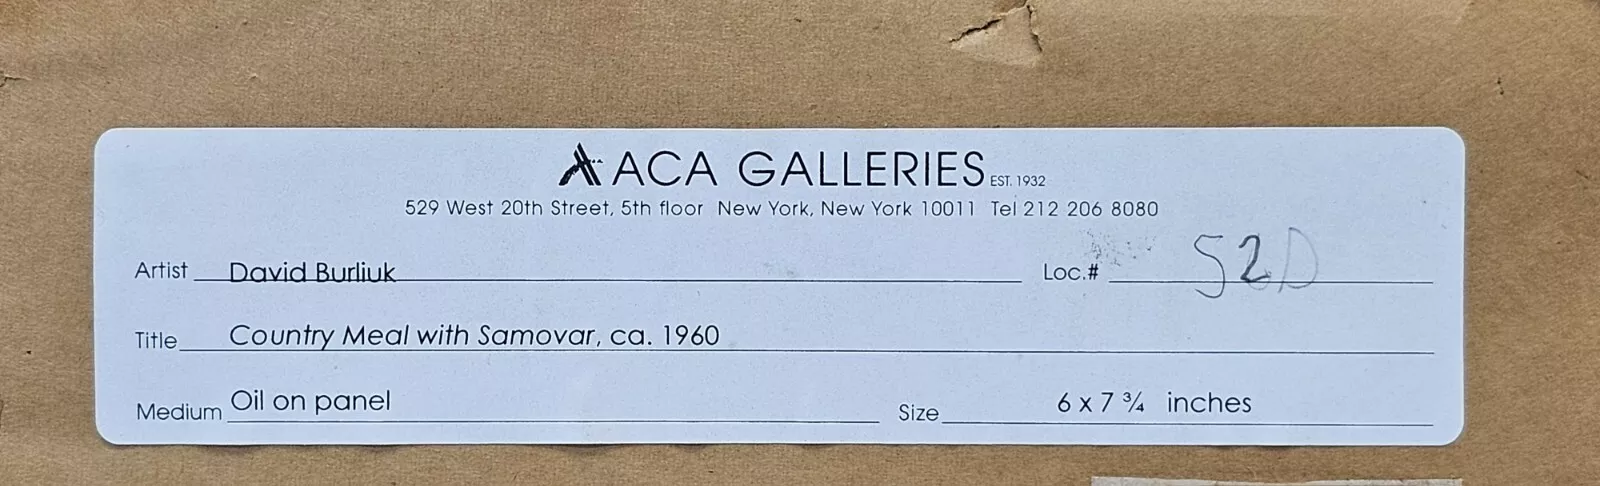 ACA GALLERIES EST. 1932
529 West 20th Street, 5th floor New York, New York 10011 Tel 212 206 8080
Artist David Burliuk Loc.# 52D
Title Country Meal with Samovar, ca. 1960
Medium Oil on panel Size 6 x 7 ¾ inches